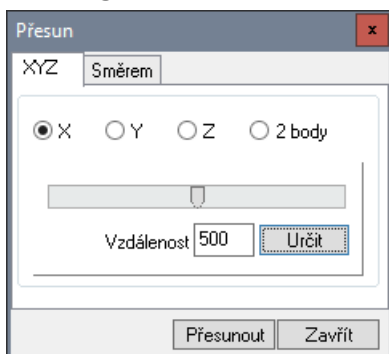 Přesun x
XYZ Směrem
X Y Z 2 body
Vzdálenost 500 Určit
Přesunout Zavřít